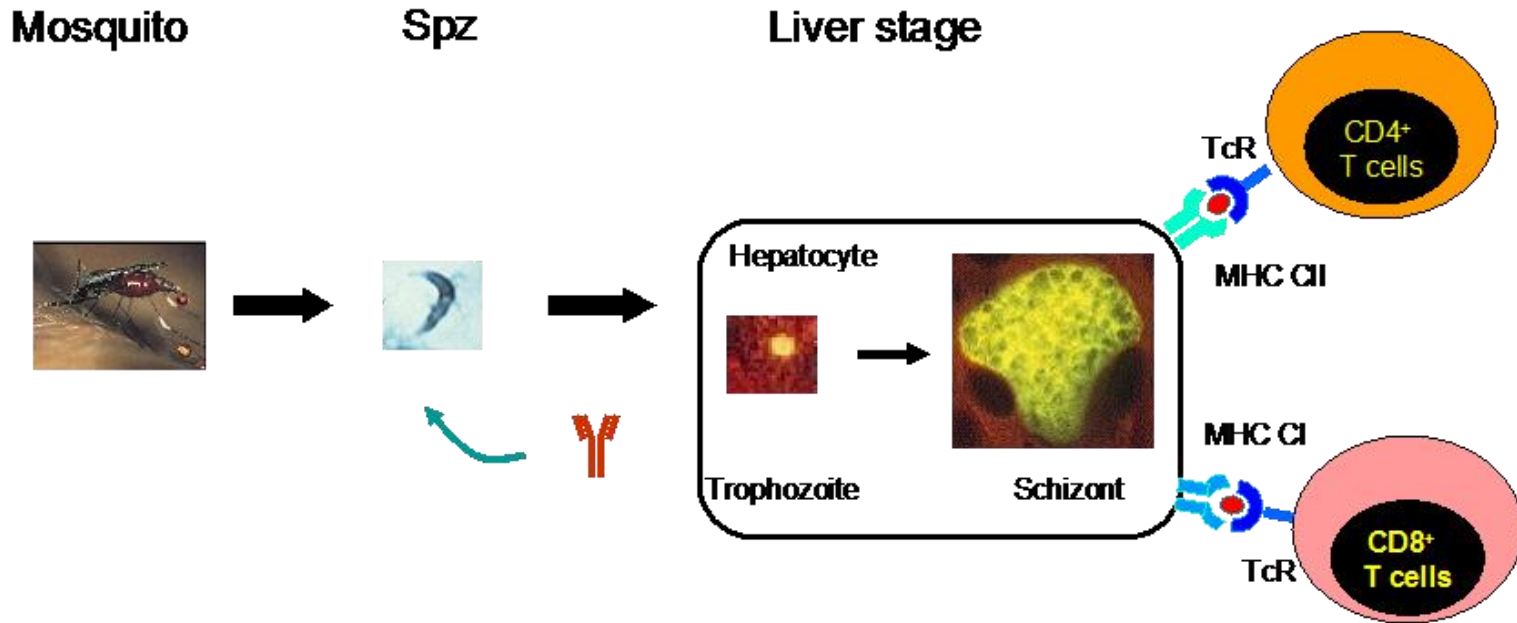 Mosquito
Spz
Liver stage
CD4⁺
T cells
TcR
MHC CII
Hepatocyte
Trophozoite
Schizont
MHC CI
CD8⁺
T cells
TcR